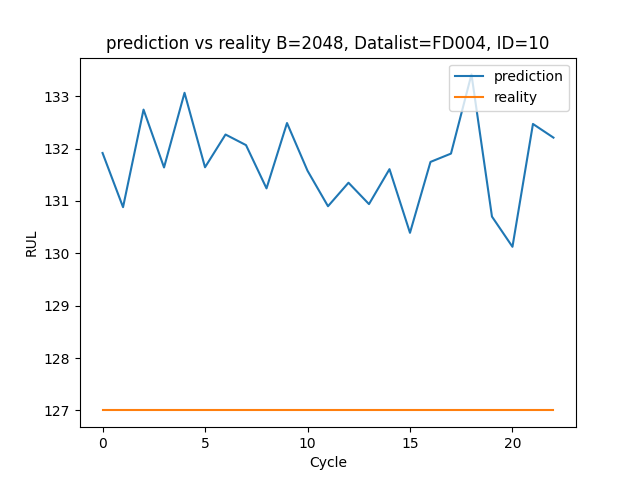 prediction vs reality B=2048, Datalist=FD004, ID=10
prediction
reality
133
132
131
130
129
128
127
RUL
0 5 10 15 20
Cycle